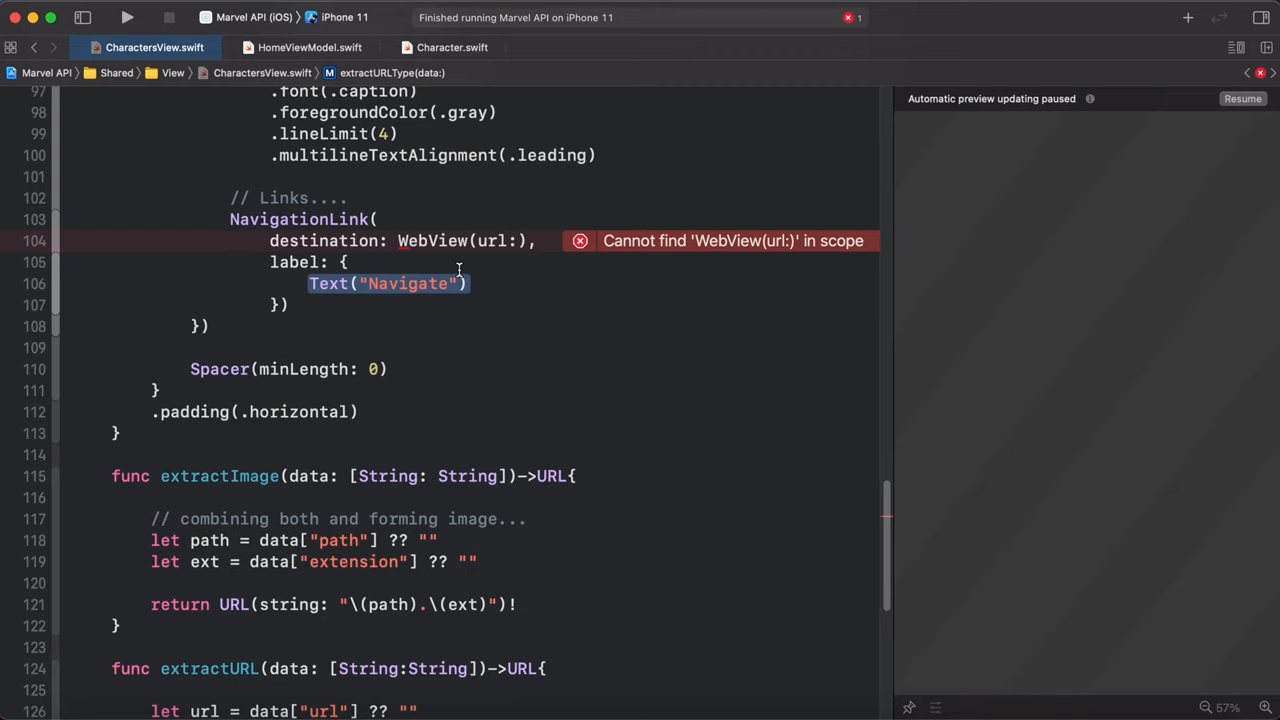 Marvel API (iOS) › iPhone 11
Finished running Marvel API on iPhone 11
1
CharactersView.swift
HomeViewModel.swift
Character.swift
Marvel API › Shared › View › CharactersView.swift › M extractURLType(data:)
Automatic preview updating paused
Resume
97 .font(.caption)
98 .foregroundColor(.gray)
99 .lineLimit(4)
100 .multilineTextAlignment(.leading)
101
102 // Links....
103 NavigationLink(
104 destination: WebView(url:), Cannot find 'WebView(url:)' in scope
105 label: {
106 Text("Navigate")
107 })
108 })
109
110 Spacer(minLength: 0)
111 }
112 .padding(.horizontal)
113 }
114
115 func extractImage(data: [String: String])->URL{
116
117 // combining both and forming image...
118 let path = data["path"] ?? ""
119 let ext = data["extension"] ?? ""
120
121 return URL(string: "\(path).\(ext)")!
122 }
123
124 func extractURL(data: [String:String])->URL{
125
126 let url = data["url"] ?? ""
57%